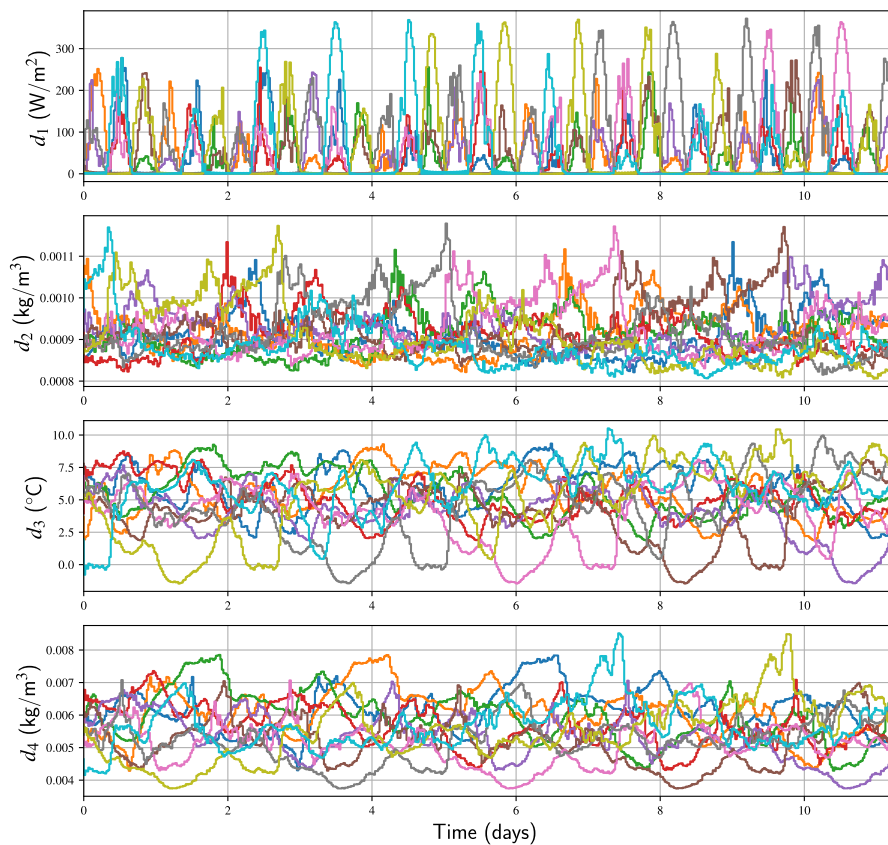 300
200
100
0
d₁ (W/m²)
0 2 4 6 8 10
0.0011
0.0010
0.0009
0.0008
d₂ (kg/m³)
0 2 4 6 8 10
10.0
7.5
5.0
2.5
0.0
d₃ (°C)
0 2 4 6 8 10
0.008
0.007
0.006
0.005
0.004
d₄ (kg/m³)
0 2 4 6 8 10
Time (days)